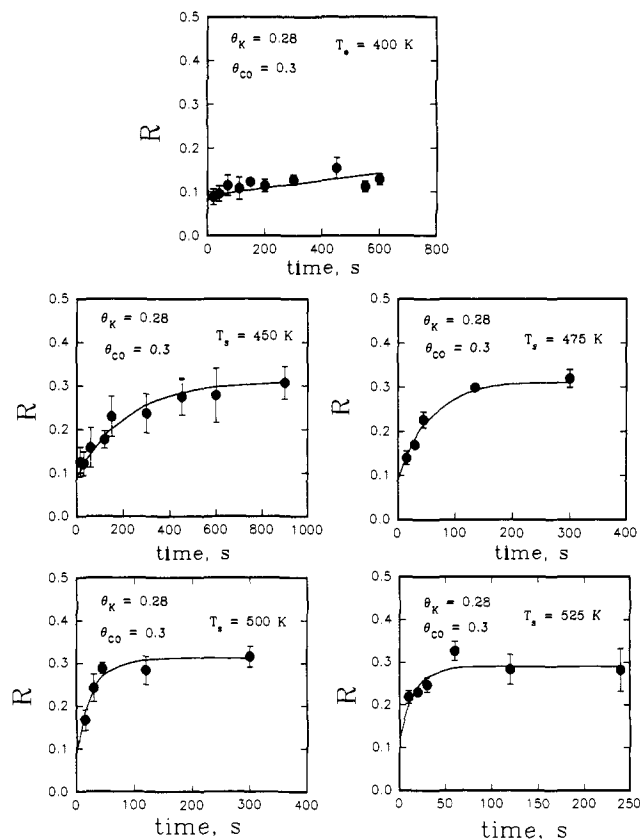 0.5
0.4
0.3
0.2
0.1
0.0
R
θK = 0.28
Ts = 400 K
θCO = 0.3
0 200 400 600 800
time, s
0.5
0.4
0.3
0.2
0.1
0.0
R
θK = 0.28
Ts = 450 K
θCO = 0.3
0 200 400 600 800 1000
time, s
0.5
0.4
0.3
0.2
0.1
0.0
R
θK = 0.28
Ts = 475 K
θCO = 0.3
0 100 200 300 400
time, s
0.5
0.4
0.3
0.2
0.1
0.0
R
θK = 0.28
Ts = 500 K
θCO = 0.3
0 100 200 300 400
time, s
0.5
0.4
0.3
0.2
0.1
0.0
R
θK = 0.28
Ts = 525 K
θCO = 0.3
0 50 100 150 200 250
time, s